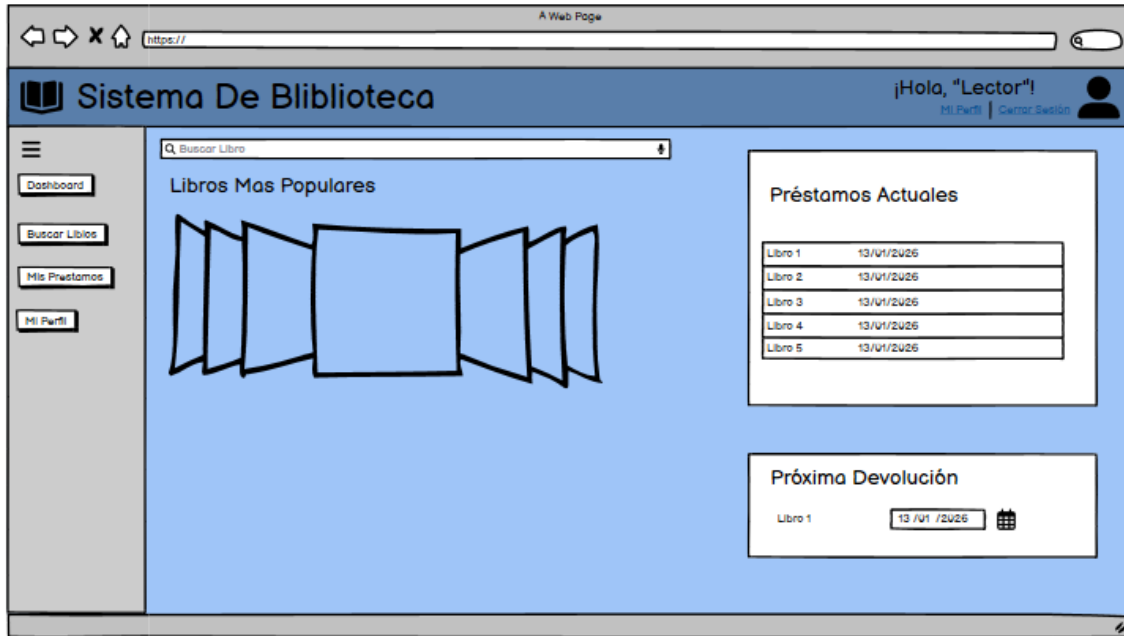 A Web Page
https://
Sistema De Bliblioteca
¡Hola, "Lector"!
Mi Perfil | Cerrar Sesión
Dashboard
Buscar Libios
Mis Prestamos
Mi Perfil
Buscar Libro
Libros Mas Populares
Préstamos Actuales
Libro 1 13/01/2026
Libro 2 13/01/2026
Libro 3 13/01/2026
Libro 4 13/01/2026
Libro 5 13/01/2026
Próxima Devolución
Libro 1 13 /01 /2026